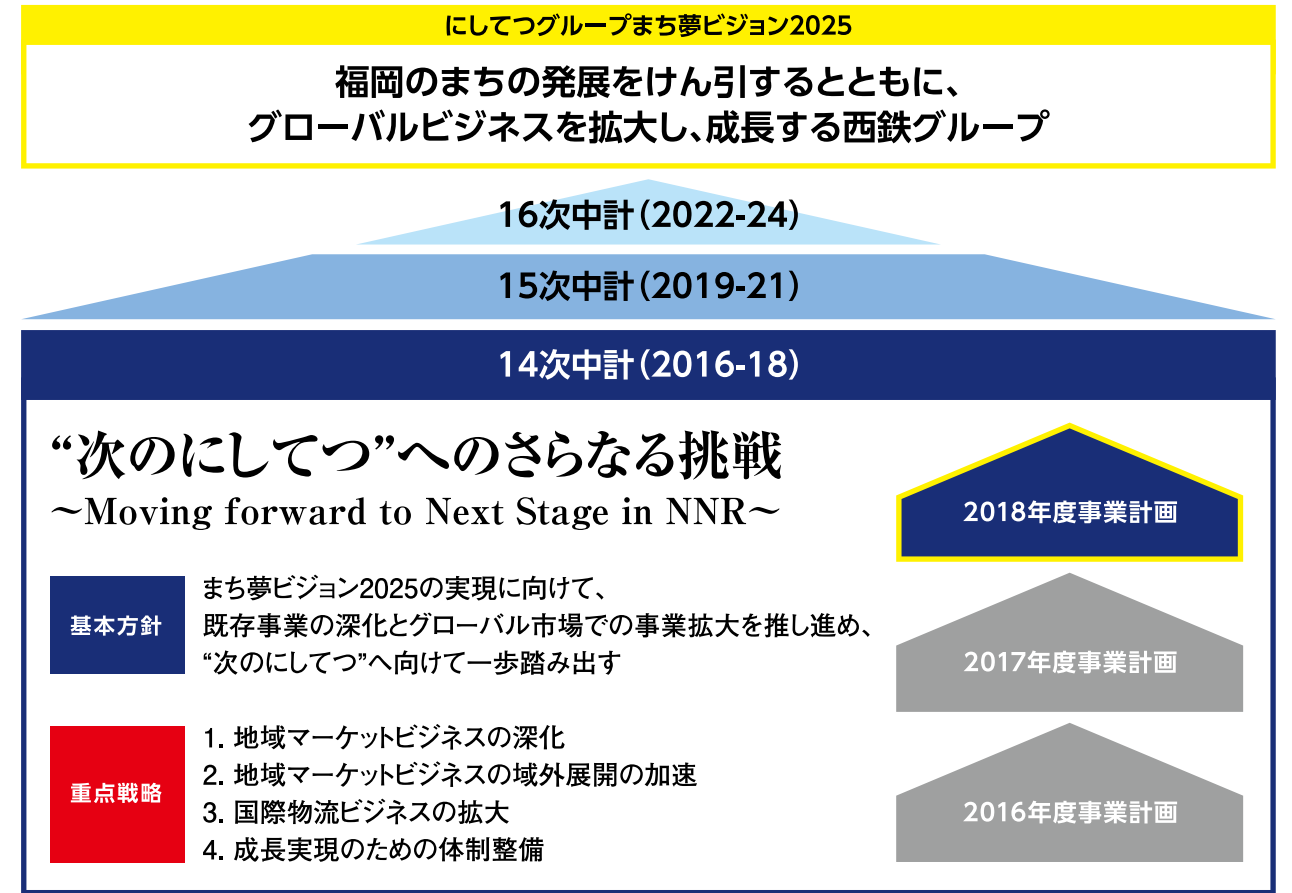 にしてつグループまち夢ビジョン2025
福岡のまちの発展をけん引するとともに、
グローバルビジネスを拡大し、成長する西鉄グループ
16次中計(2022-24)
15次中計(2019-21)
14次中計(2016-18)
“次のにしてつ”へのさらなる挑戦
～Moving forward to Next Stage in NNR～
基本方針
まち夢ビジョン2025の実現に向けて、
既存事業の深化とグローバル市場での事業拡大を推し進め、
“次のにしてつ”へ向けて一歩踏み出す
重点戦略
1. 地域マーケットビジネスの深化
2. 地域マーケットビジネスの域外展開の加速
3. 国際物流ビジネスの拡大
4. 成長実現のための体制整備
2018年度事業計画
2017年度事業計画
2016年度事業計画